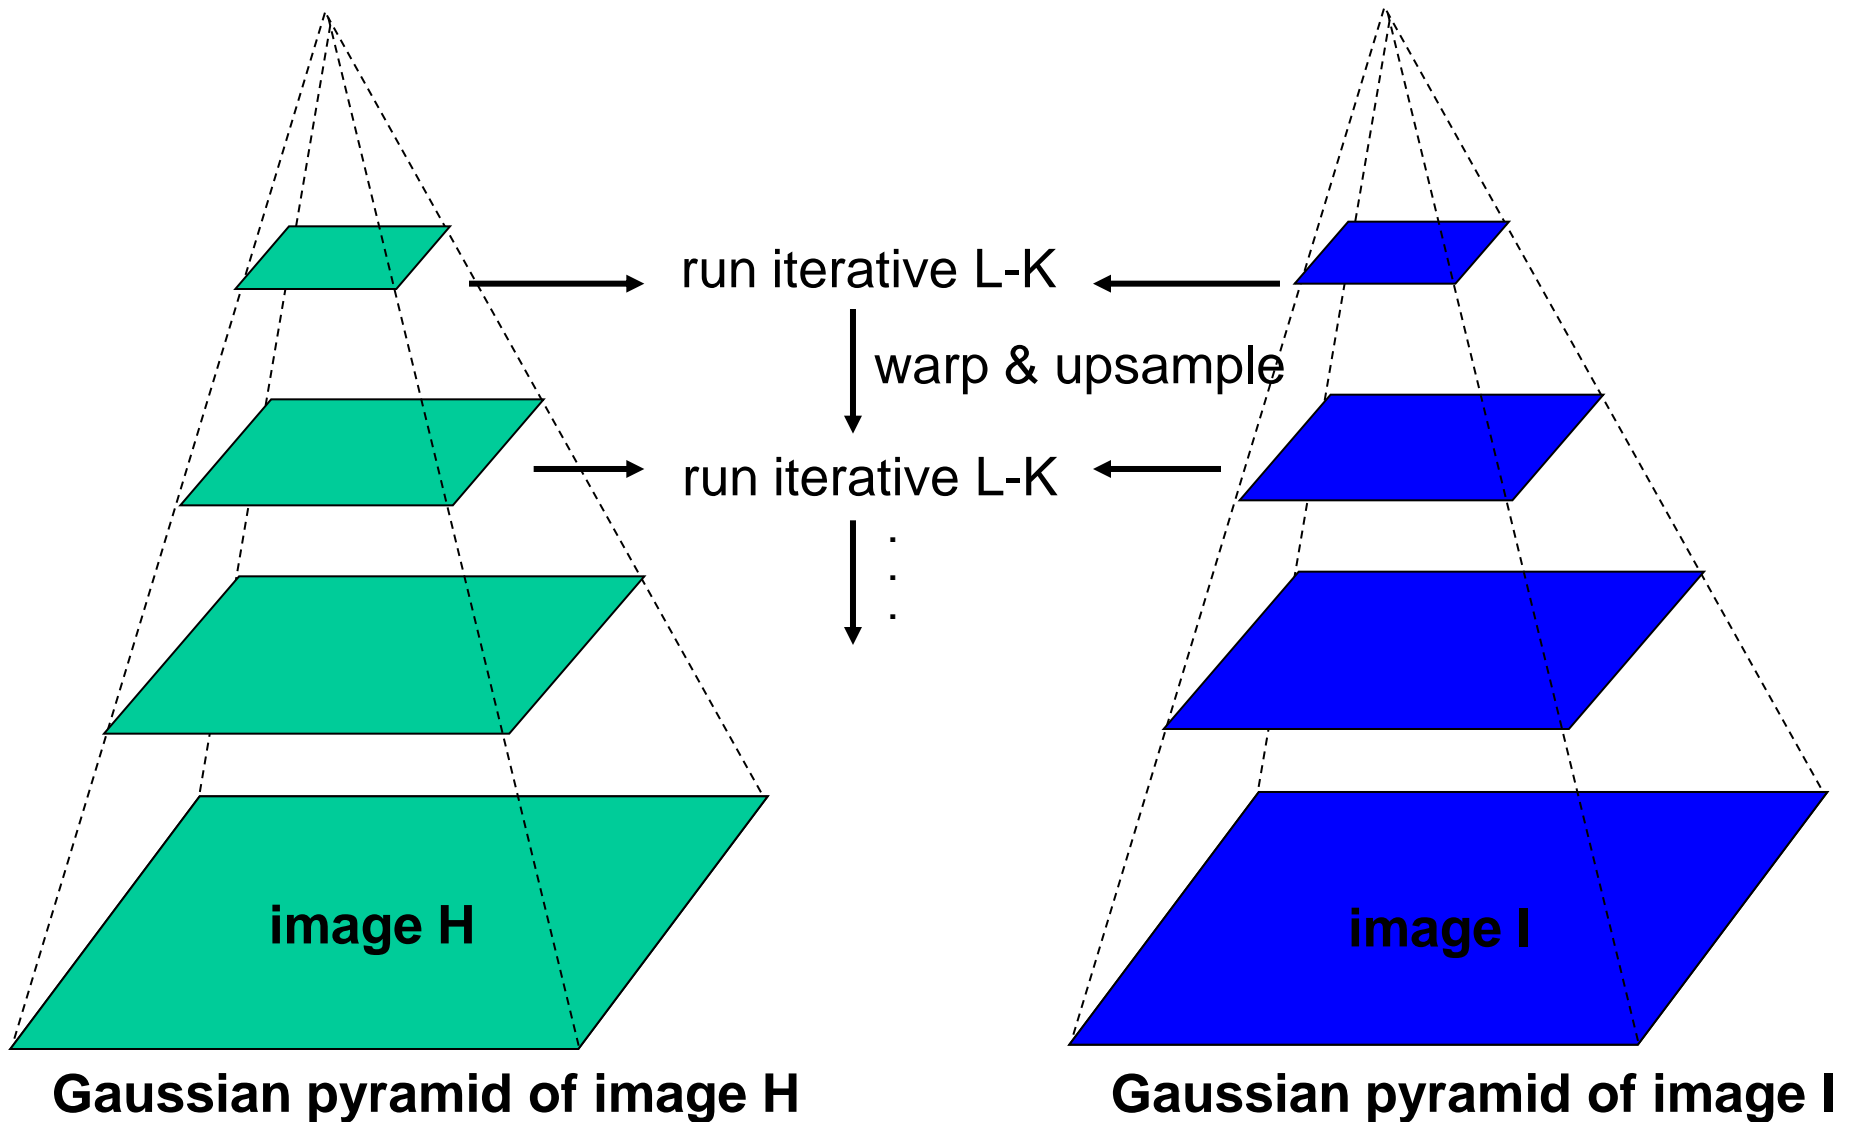 run iterative L-K
warp & upsample
run iterative L-K
.
.
.
image H
image I
Gaussian pyramid of image H
Gaussian pyramid of image I